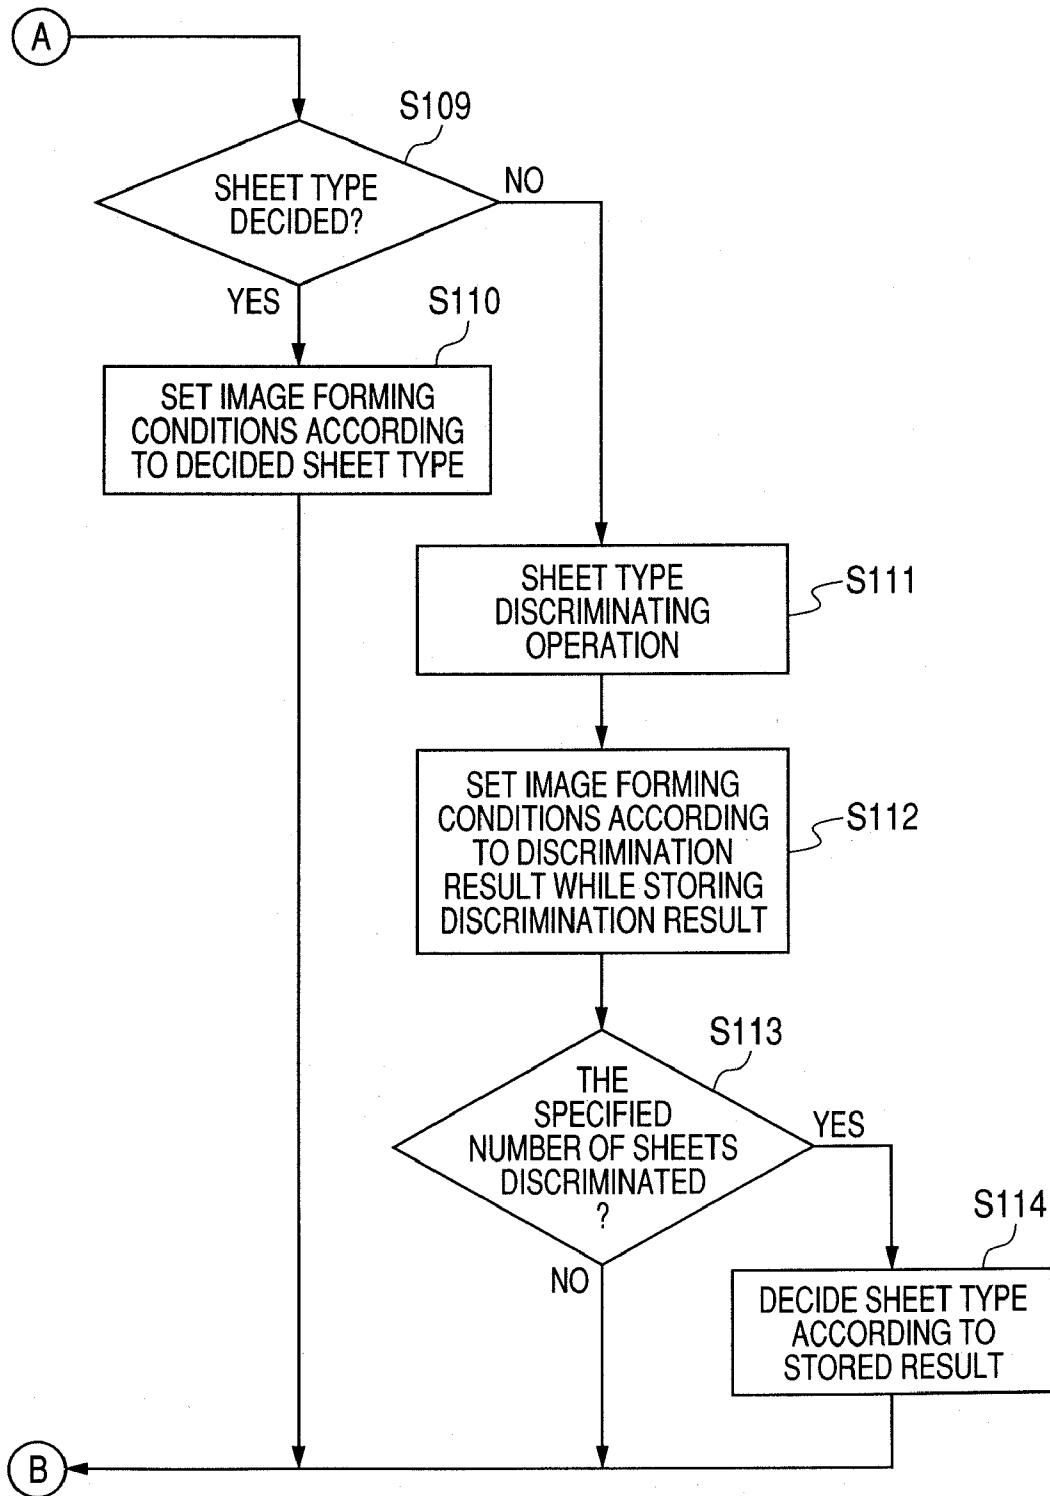 A
S109
SHEET TYPE
DECIDED?
NO
YES
S110
SET IMAGE FORMING
CONDITIONS ACCORDING
TO DECIDED SHEET TYPE
SHEET TYPE
DISCRIMINATING
OPERATION
S111
SET IMAGE FORMING
CONDITIONS ACCORDING
TO DISCRIMINATION
RESULT WHILE STORING
DISCRIMINATION RESULT
S112
S113
THE
SPECIFIED
NUMBER OF SHEETS
DISCRIMINATED
?
YES
NO
S114
DECIDE SHEET TYPE
ACCORDING TO
STORED RESULT
B